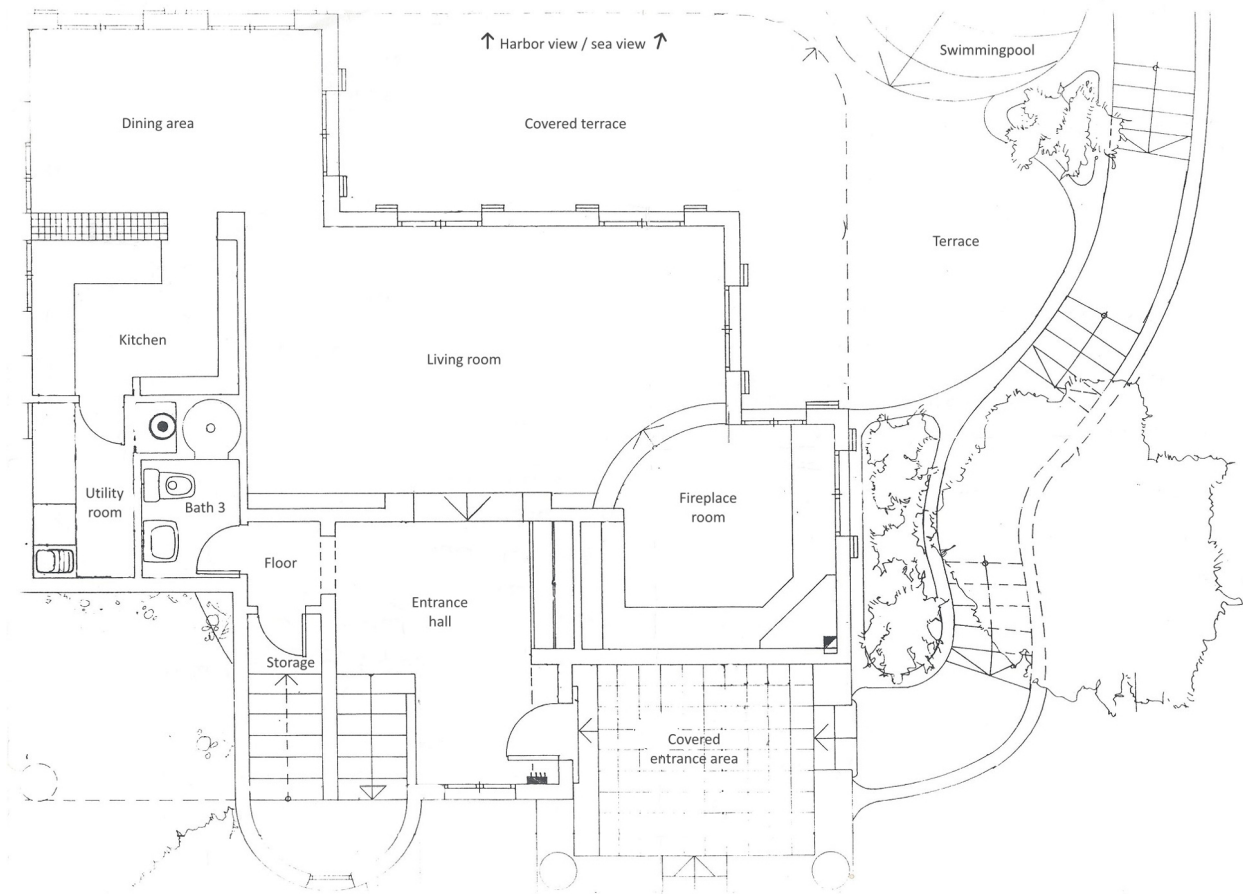 ↑ Harbor view / sea view ↗
Swimmingpool
Dining area
Covered terrace
Terrace
Kitchen
Living room
Utility
room
Bath 3
Fireplace
room
Floor
Entrance
hall
Storage
Covered
entrance area